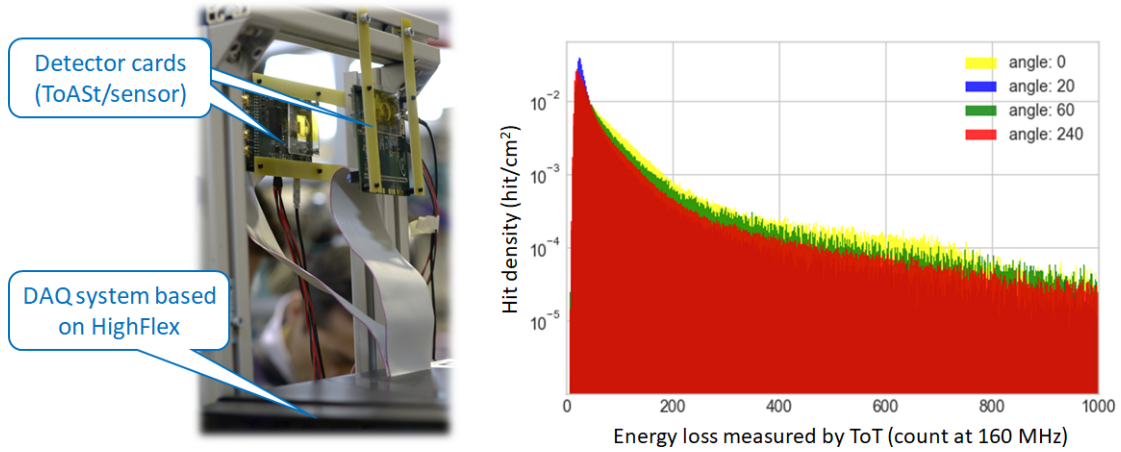 Detector cards
(ToASt/sensor)
DAQ system based
on HighFlex
Hit density (hit/cm²)
10⁻²
10⁻³
10⁻⁴
10⁻⁵
angle: 0
angle: 20
angle: 60
angle: 240
0 200 400 600 800 1000
Energy loss measured by ToT (count at 160 MHz)